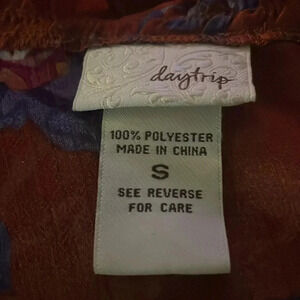 daytrip
100% POLYESTER
MADE IN CHINA
S
SEE REVERSE
FOR CARE